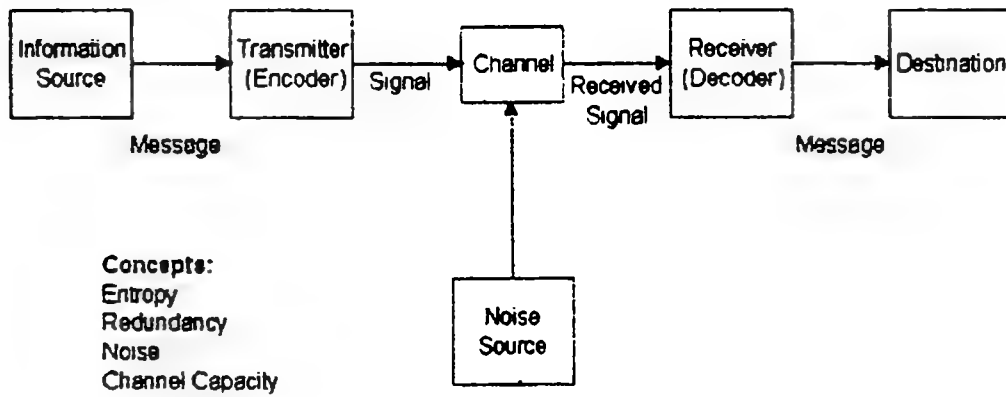 Information
Source
Transmitter
(Encoder)
Channel
Receiver
(Decoder)
Destination
Signal
Received
Signal
Message
Message
Concepts:
Entropy
Redundancy
Noise
Channel Capacity
Noise
Source